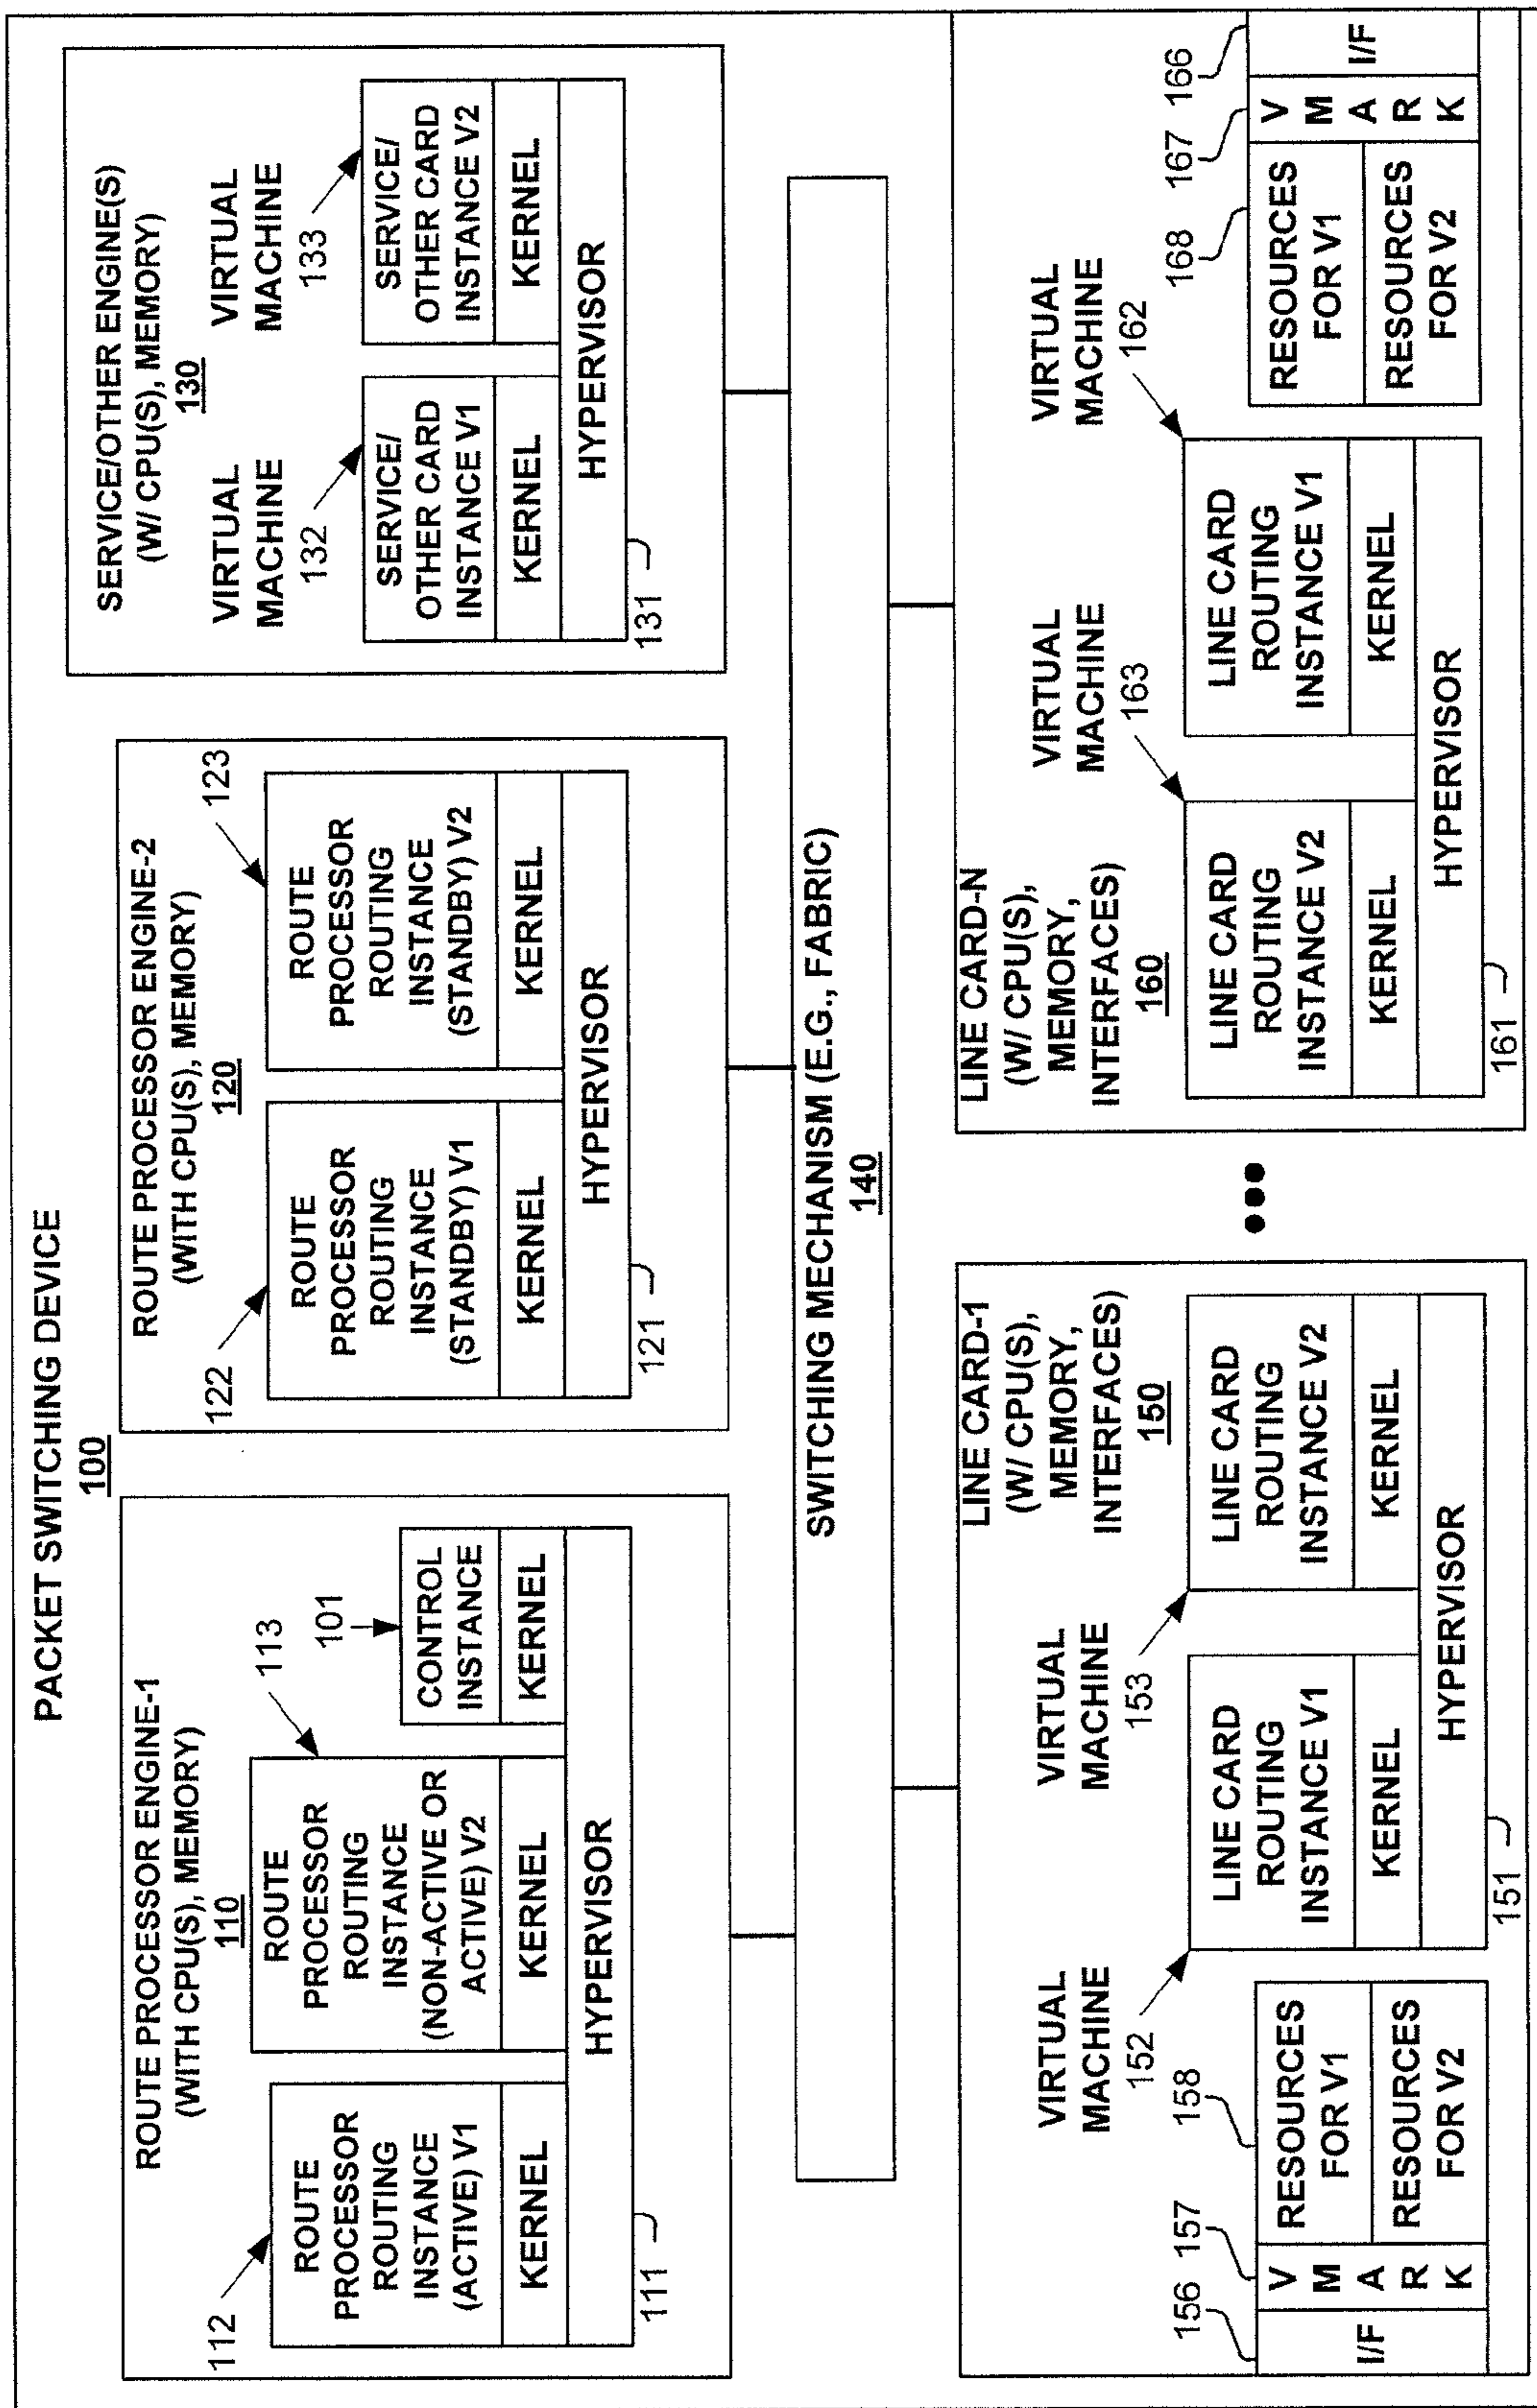 PACKET SWITCHING DEVICE
100
ROUTE PROCESSOR ENGINE-1
(WITH CPU(S), MEMORY)
110
112
ROUTE
PROCESSOR
ROUTING
INSTANCE
(ACTIVE) V1
KERNEL
113
ROUTE
PROCESSOR
ROUTING
INSTANCE
(NON-ACTIVE OR
ACTIVE) V2
KERNEL
101
CONTROL
INSTANCE
KERNEL
HYPERVISOR
111
ROUTE PROCESSOR ENGINE-2
(WITH CPU(S), MEMORY)
120
122
ROUTE
PROCESSOR
ROUTING
INSTANCE
(STANDBY) V1
KERNEL
123
ROUTE
PROCESSOR
ROUTING
INSTANCE
(STANDBY) V2
KERNEL
HYPERVISOR
121
SERVICE/OTHER ENGINE(S)
(W/ CPU(S), MEMORY)
130
VIRTUAL
MACHINE
132
SERVICE/
OTHER CARD
INSTANCE V1
KERNEL
VIRTUAL
MACHINE
133
SERVICE/
OTHER CARD
INSTANCE V2
KERNEL
HYPERVISOR
131
SWITCHING MECHANISM (E.G., FABRIC)
140
LINE CARD-1
(W/ CPU(S),
MEMORY,
INTERFACES)
150
156
I/F
157
V
M
A
R
K
158
RESOURCES
FOR V1
RESOURCES
FOR V2
VIRTUAL
MACHINE
152
LINE CARD
ROUTING
INSTANCE V1
KERNEL
VIRTUAL
MACHINE
153
LINE CARD
ROUTING
INSTANCE V2
KERNEL
HYPERVISOR
151
LINE CARD-N
(W/ CPU(S),
MEMORY,
INTERFACES)
160
VIRTUAL
MACHINE
163
LINE CARD
ROUTING
INSTANCE V2
KERNEL
VIRTUAL
MACHINE
162
LINE CARD
ROUTING
INSTANCE V1
KERNEL
HYPERVISOR
161
168
RESOURCES
FOR V1
RESOURCES
FOR V2
167
V
M
A
R
K
166
I/F